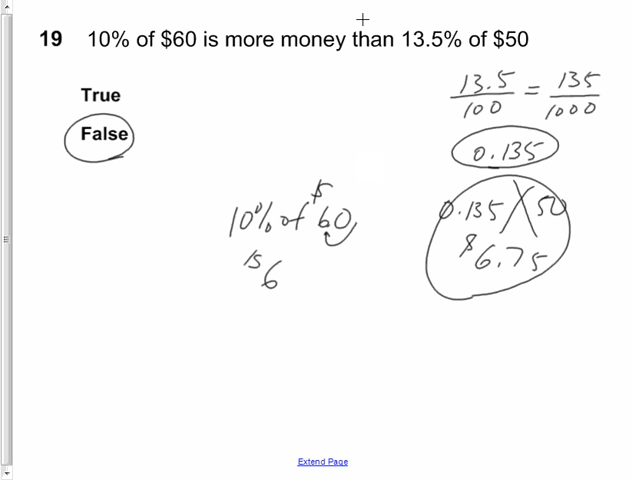 19 10% of $60 is more money than 13.5% of $50
True
False
13.5/100 = 135/1000
0.135
10% of $60
$6
0.135 X 50
$6.75
Extend Page